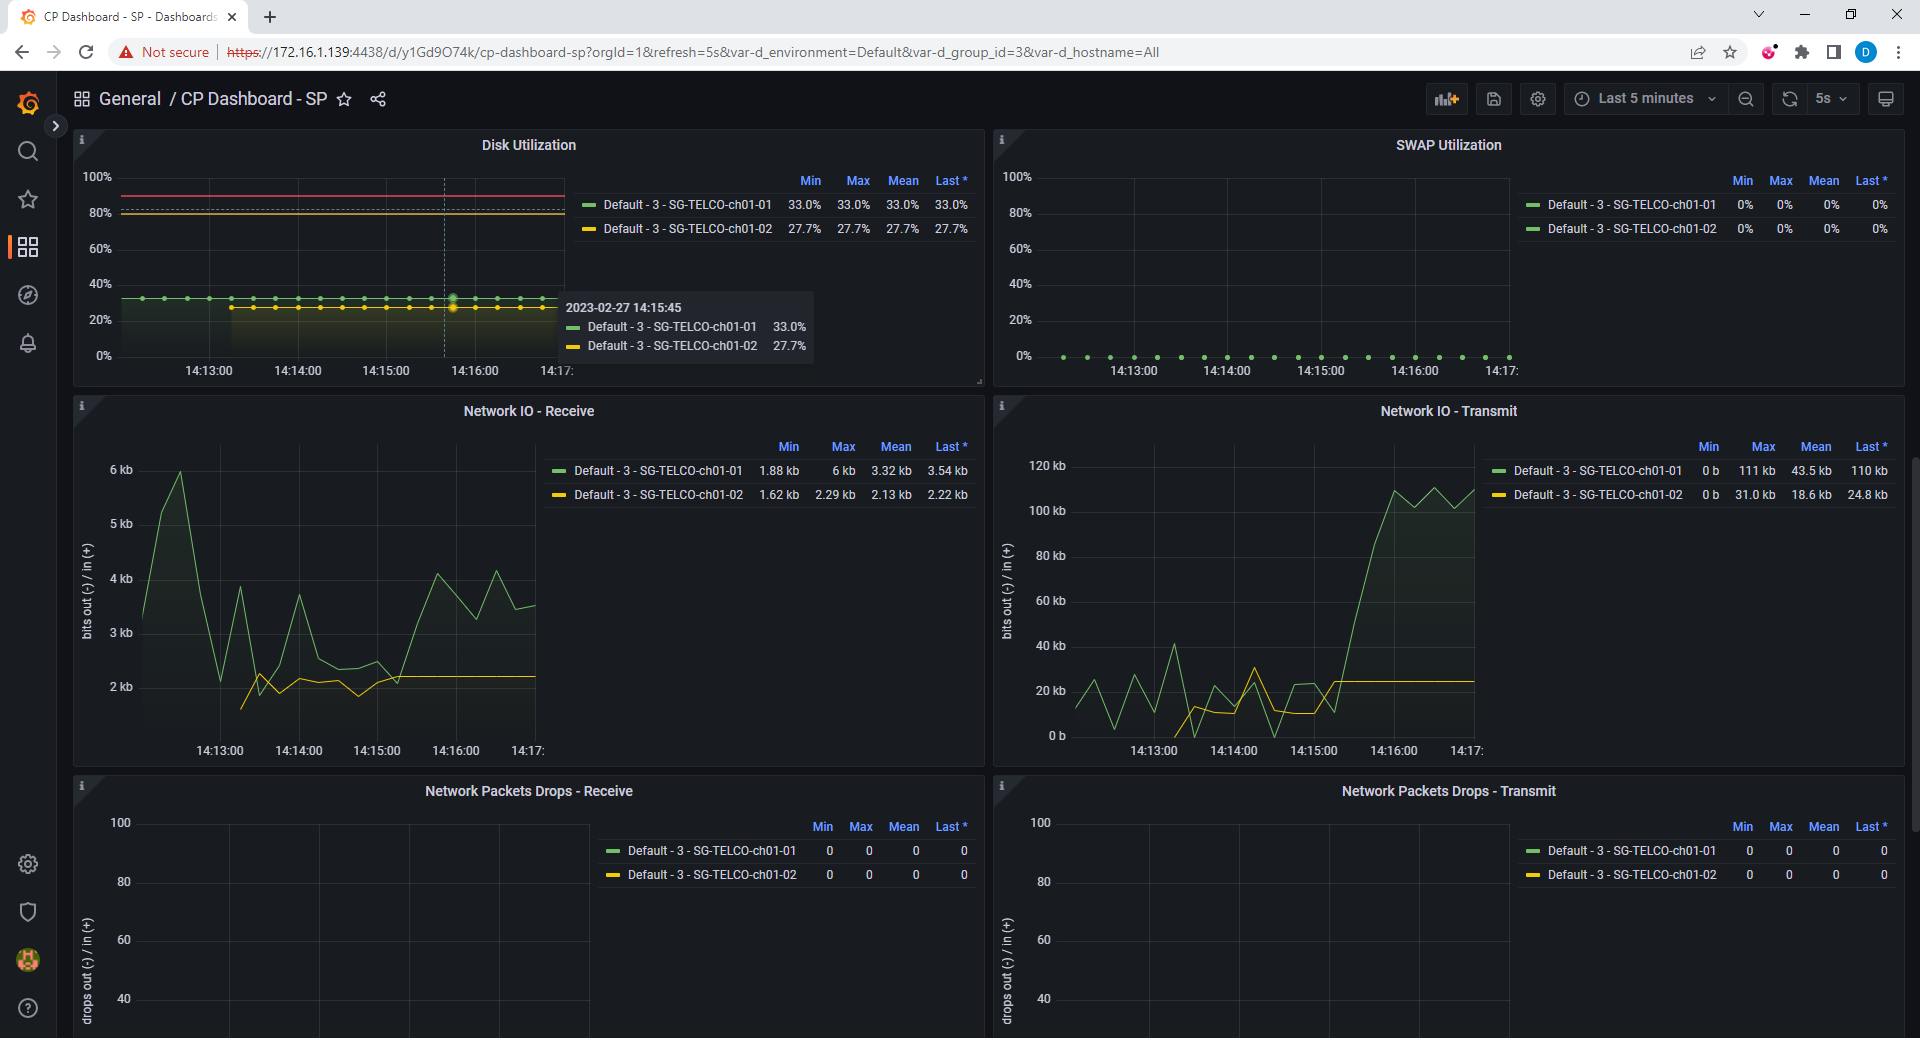 CP Dashboard - SP - Dashboards
Not secure https://172.16.1.139:4438/d/y1Gd9O74k/cp-dashboard-sp?orgId=1&refresh=5s&var-d_environment=Default&var-d_group_id=3&var-d_hostname=All
D
General / CP Dashboard - SP
Last 5 minutes
5s
Disk Utilization
100%
80%
60%
40%
20%
0%
14:13:00 14:14:00 14:15:00 14:16:00 14:17:
Min Max Mean Last *
Default - 3 - SG-TELCO-ch01-01 33.0% 33.0% 33.0% 33.0%
Default - 3 - SG-TELCO-ch01-02 27.7% 27.7% 27.7% 27.7%
2023-02-27 14:15:45
Default - 3 - SG-TELCO-ch01-01 33.0%
Default - 3 - SG-TELCO-ch01-02 27.7%
SWAP Utilization
100%
80%
60%
40%
20%
0%
14:13:00 14:14:00 14:15:00 14:16:00 14:17:
Min Max Mean Last *
Default - 3 - SG-TELCO-ch01-01 0% 0% 0% 0%
Default - 3 - SG-TELCO-ch01-02 0% 0% 0% 0%
Network IO - Receive
bits out (-) / in (+)
6 kb
5 kb
4 kb
3 kb
2 kb
14:13:00 14:14:00 14:15:00 14:16:00 14:17:
Min Max Mean Last *
Default - 3 - SG-TELCO-ch01-01 1.88 kb 6 kb 3.32 kb 3.54 kb
Default - 3 - SG-TELCO-ch01-02 1.62 kb 2.29 kb 2.13 kb 2.22 kb
Network IO - Transmit
bits out (-) / in (+)
120 kb
100 kb
80 kb
60 kb
40 kb
20 kb
0 b
14:13:00 14:14:00 14:15:00 14:16:00 14:17:
Min Max Mean Last *
Default - 3 - SG-TELCO-ch01-01 0 b 111 kb 43.5 kb 110 kb
Default - 3 - SG-TELCO-ch01-02 0 b 31.0 kb 18.6 kb 24.8 kb
Network Packets Drops - Receive
drops out (-) / in (+)
100
80
60
40
Min Max Mean Last *
Default - 3 - SG-TELCO-ch01-01 0 0 0 0
Default - 3 - SG-TELCO-ch01-02 0 0 0 0
Network Packets Drops - Transmit
drops out (-) / in (+)
100
80
60
40
Min Max Mean Last *
Default - 3 - SG-TELCO-ch01-01 0 0 0 0
Default - 3 - SG-TELCO-ch01-02 0 0 0 0